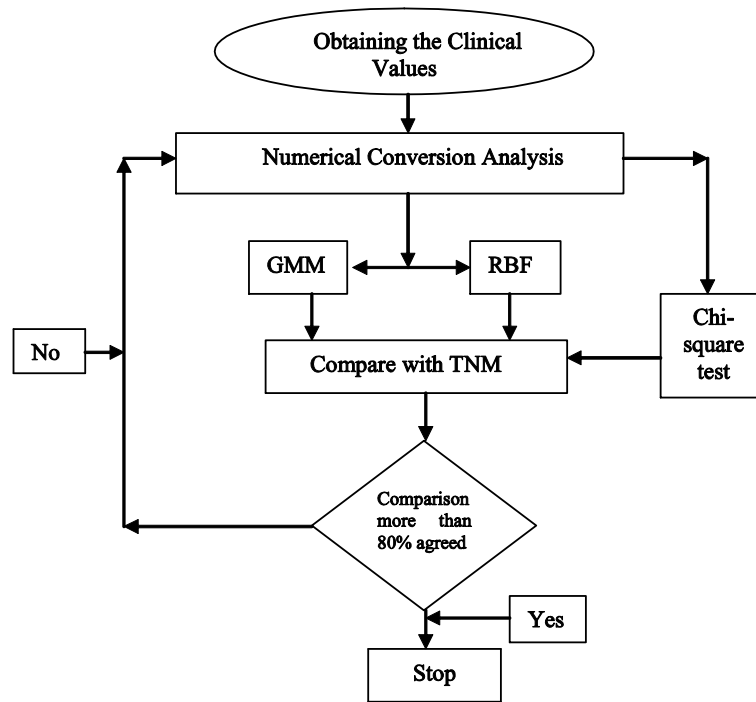 Obtaining the Clinical
Values
Numerical Conversion Analysis
GMM
RBF
Chi-
square
test
No
Compare with TNM
Comparison
more than
80% agreed
Yes
Stop